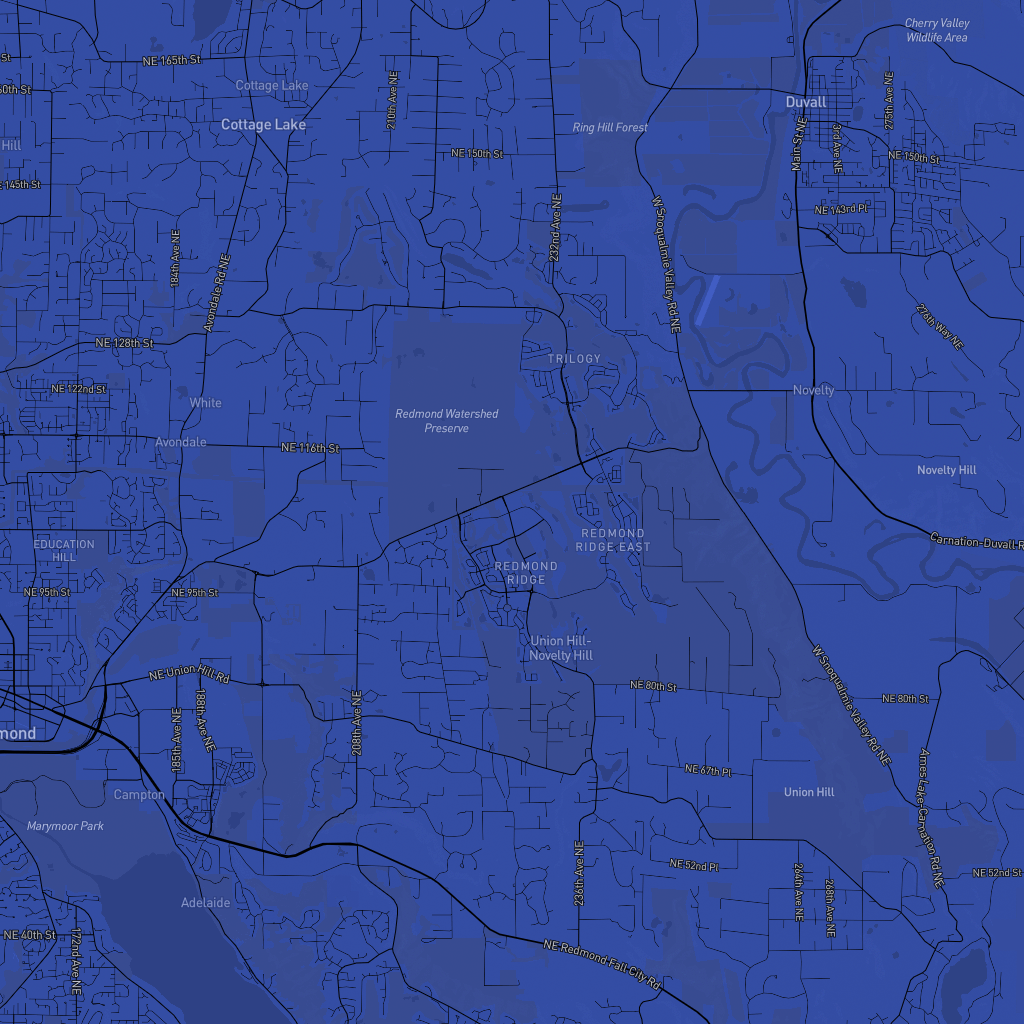 Cherry Valley
Wildlife Area
NE 165th St
St
Cottage Lake
210th Ave NE
275th Ave NE
Duvall
Cottage Lake
Ring Hill Forest
Main St NE
3rd Ave NE
Hill
NE 150th St
NE 150th St
145th St
232nd Ave NE
W Snoqualmie Valley Rd NE
NE 143rd Pl
184th Ave NE
Avondale Rd NE
276th Way NE
NE 128th St
TRILOGY
NE 122nd St
Novelty
White
Redmond Watershed
Preserve
Avondale
NE 116th St
Novelty Hill
EDUCATION
HILL
REDMOND
RIDGE EAST
Carnation-Duvall R
REDMOND
RIDGE
NE 95th St
NE 95th St
Union Hill-
Novelty Hill
NE Union Hill Rd
NE 80th St
NE 80th St
W Snoqualmie Valley Rd NE
188th Ave NE
185th Ave NE
208th Ave NE
mond
NE 67th Pl
Ames Lake-Carnation Rd NE
Campton
Union Hill
Marymoor Park
236th Ave NE
NE 52nd Pl
264th Ave NE
268th Ave NE
NE 52nd St
Adelaide
NE 40th St
172nd Ave NE
NE Redmond Fall City Rd